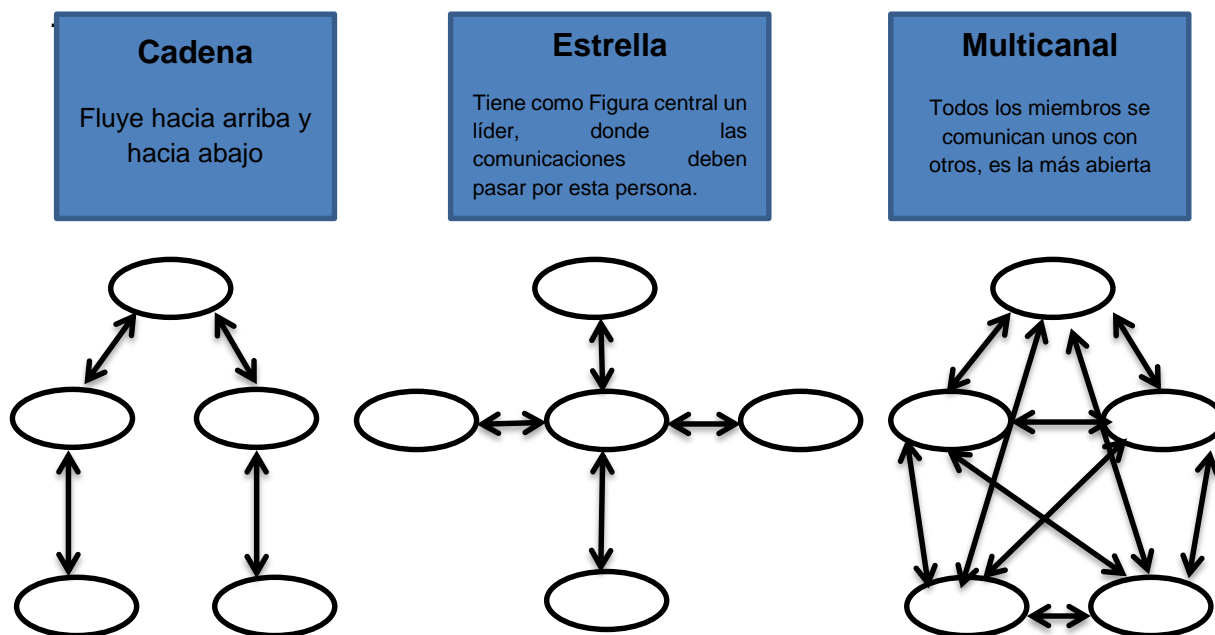 Cadena
Fluye hacia arriba y
hacia abajo
Estrella
Tiene como Figura central un
líder, donde las
comunicaciones deben
pasar por esta persona.
Multicanal
Todos los miembros se
comunican unos con
otros, es la más abierta